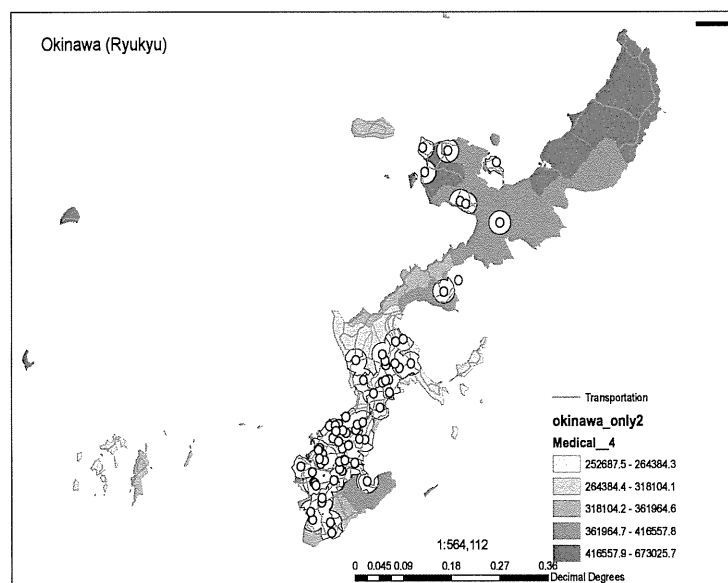 Okinawa (Ryukyu)
Transportation
okinawa_only2
Medical__4
252687.5 - 264384.3
264384.4 - 318104.1
318104.2 - 361964.6
361964.7 - 416557.8
416557.9 - 673025.7
1:564,112
0 0.045 0.09 0.18 0.27 0.36
Decimal Degrees